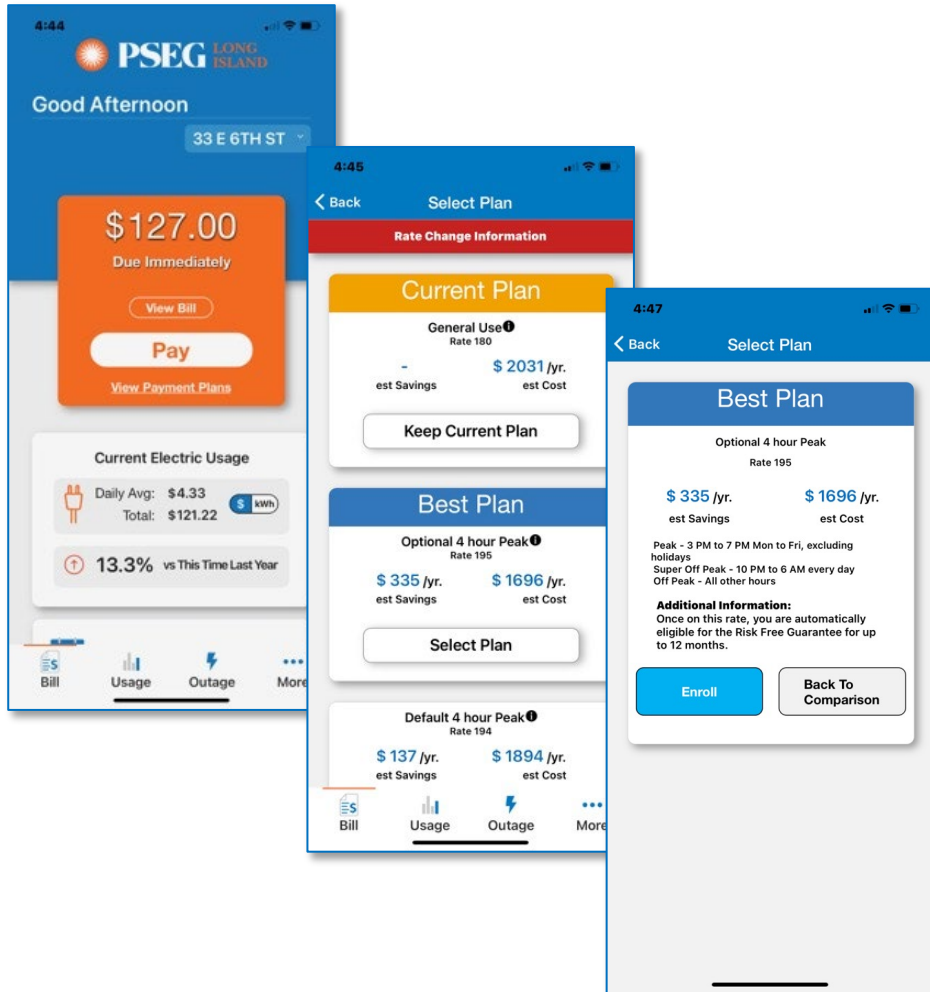 4:44
PSEG LONG ISLAND
Good Afternoon
33 E 6TH ST
$127.00
Due Immediately
View Bill
Pay
View Payment Plans
Current Electric Usage
Daily Avg: $4.33
Total: $121.22
$ kWh
13.3% vs This Time Last Year
Bill Usage Outage More
4:45
Back Select Plan
Rate Change Information
Current Plan
General Use
Rate 180
- $ 2031 /yr.
est Savings est Cost
Keep Current Plan
Best Plan
Optional 4 hour Peak
Rate 195
$ 335 /yr. $ 1696 /yr.
est Savings est Cost
Select Plan
Default 4 hour Peak
Rate 194
$ 137 /yr. $ 1894 /yr.
est Savings est Cost
Bill Usage Outage More
4:47
Back Select Plan
Best Plan
Optional 4 hour Peak
Rate 195
$ 335 /yr. $ 1696 /yr.
est Savings est Cost
Peak - 3 PM to 7 PM Mon to Fri, excluding
holidays
Super Off Peak - 10 PM to 6 AM every day
Off Peak - All other hours
Additional Information:
Once on this rate, you are automatically
eligible for the Risk Free Guarantee for up
to 12 months.
Enroll
Back To
Comparison